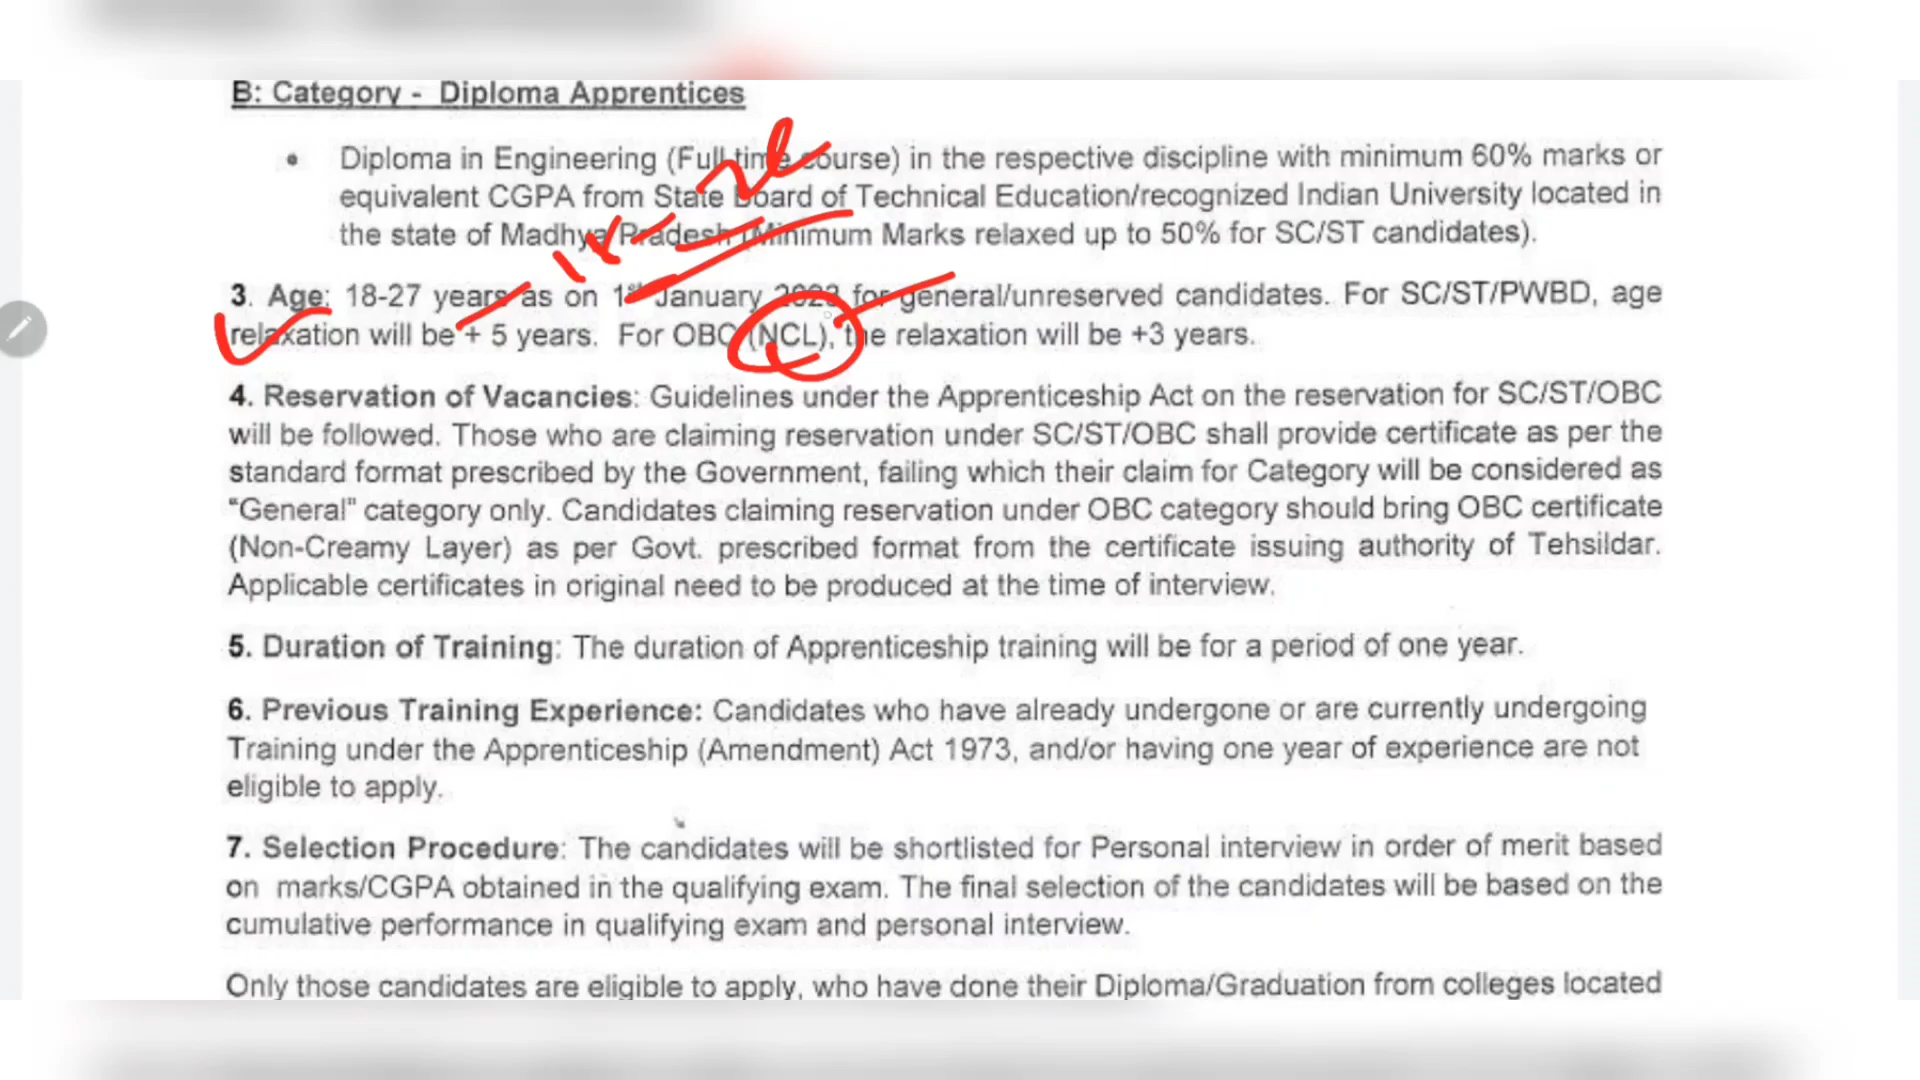 B: Category - Diploma Apprentices
• Diploma in Engineering (Full time course) in the respective discipline with minimum 60% marks or
equivalent CGPA from State Board of Technical Education/recognized Indian University located in
the state of Madhya Pradesh (Minimum Marks relaxed up to 50% for SC/ST candidates).
3. Age: 18-27 years as on 1st January 2023 for general/unreserved candidates. For SC/ST/PWBD, age
relaxation will be + 5 years. For OBC (NCL), the relaxation will be +3 years.
4. Reservation of Vacancies: Guidelines under the Apprenticeship Act on the reservation for SC/ST/OBC
will be followed. Those who are claiming reservation under SC/ST/OBC shall provide certificate as per the
standard format prescribed by the Government, failing which their claim for Category will be considered as
“General” category only. Candidates claiming reservation under OBC category should bring OBC certificate
(Non-Creamy Layer) as per Govt. prescribed format from the certificate issuing authority of Tehsildar.
Applicable certificates in original need to be produced at the time of interview.
5. Duration of Training: The duration of Apprenticeship training will be for a period of one year.
6. Previous Training Experience: Candidates who have already undergone or are currently undergoing
Training under the Apprenticeship (Amendment) Act 1973, and/or having one year of experience are not
eligible to apply.
7. Selection Procedure: The candidates will be shortlisted for Personal interview in order of merit based
on marks/CGPA obtained in the qualifying exam. The final selection of the candidates will be based on the
cumulative performance in qualifying exam and personal interview.
Only those candidates are eligible to apply, who have done their Diploma/Graduation from colleges located